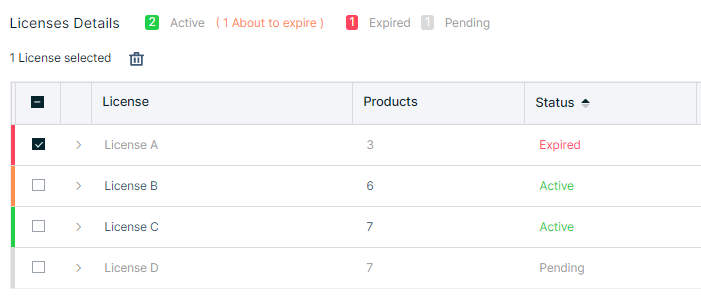 Licenses Details 2 Active ( 1 About to expire ) 1 Expired 1 Pending
1 License selected
License Products Status
License A 3 Expired
License B 6 Active
License C 7 Active
License D 7 Pending